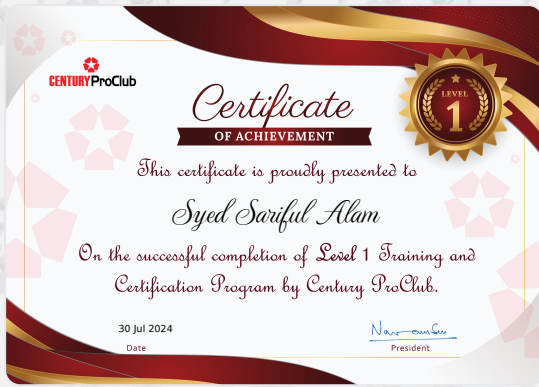 CENTURY ProClub
Certificate
OF ACHIEVEMENT
LEVEL
1
This certificate is proudly presented to
Syed Sariful Alam
On the successful completion of Level 1 Training and
Certification Program by Century ProClub.
30 Jul 2024
Date
President